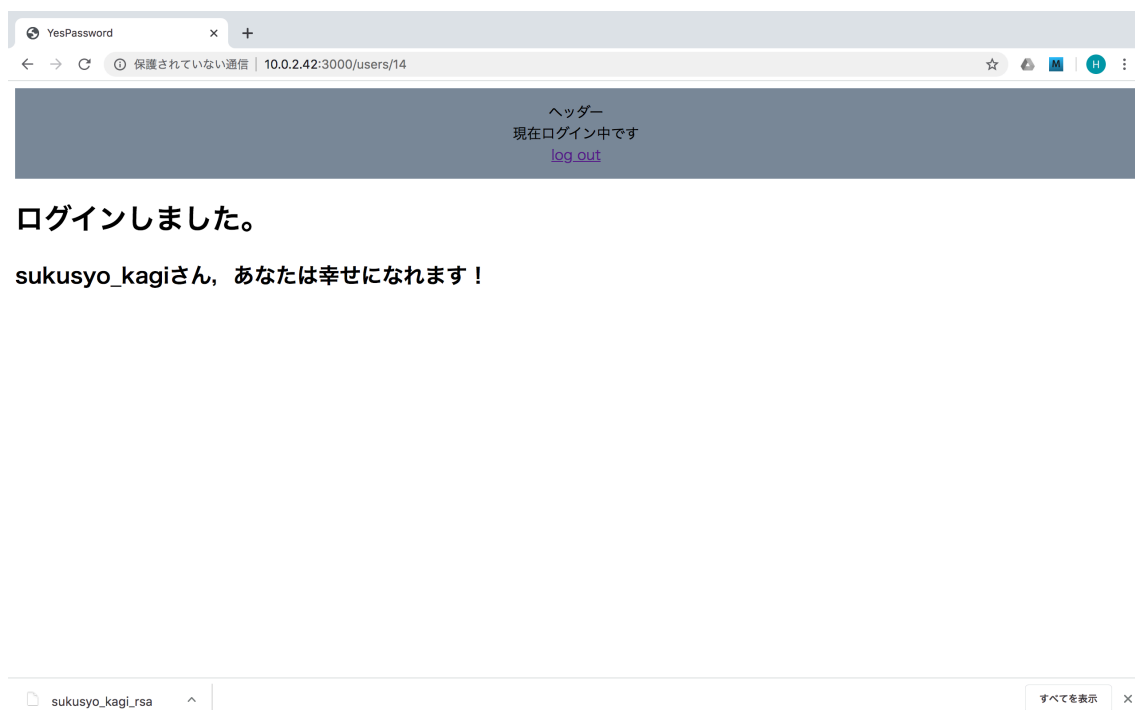 YesPassword
保護されていない通信 | 10.0.2.42:3000/users/14
M
H
ヘッダー
現在ログイン中です
log out
ログインしました。
sukusyo_kagiさん，あなたは幸せになれます！
sukusyo_kagi_rsa
すべてを表示